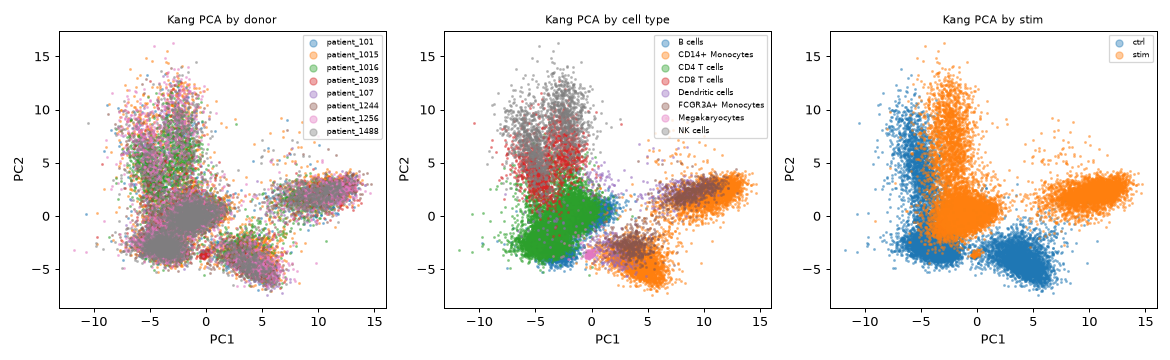 Kang PCA by donor
patient_101
patient_1015
patient_1016
patient_1039
patient_107
patient_1244
patient_1256
patient_1488
15
10
5
0
−5
PC2
−10
−5
0
5
10
15
PC1
Kang PCA by cell type
B cells
CD14+ Monocytes
CD4 T cells
CD8 T cells
Dendritic cells
FCGR3A+ Monocytes
Megakaryocytes
NK cells
15
10
5
0
−5
PC2
−10
−5
0
5
10
15
PC1
Kang PCA by stim
ctrl
stim
15
10
5
0
−5
PC2
−10
−5
0
5
10
15
PC1